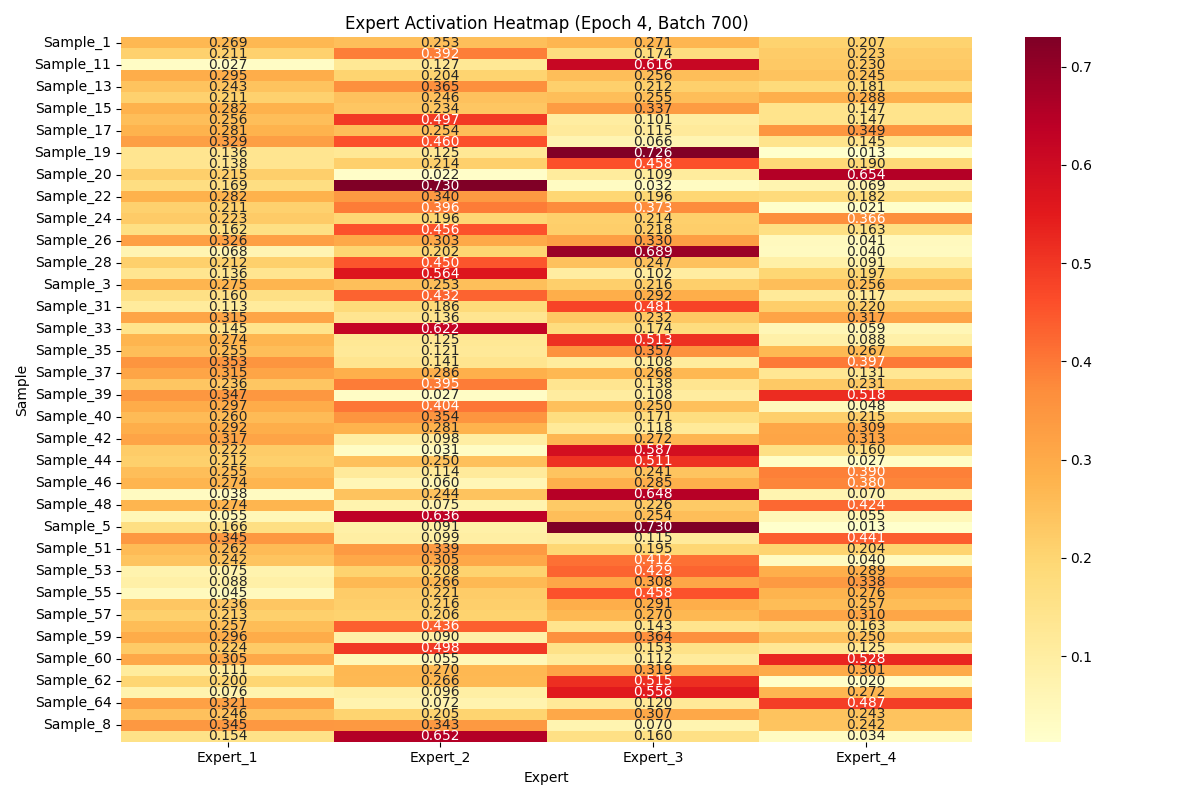 Expert Activation Heatmap (Epoch 4, Batch 700)
Sample_1 0.269 0.253 0.271 0.207
0.211 0.392 0.174 0.223
Sample_11 0.027 0.127 0.616 0.230
0.295 0.204 0.256 0.245
Sample_13 0.243 0.365 0.212 0.181
0.211 0.246 0.255 0.288
Sample_15 0.282 0.234 0.337 0.147
0.256 0.497 0.101 0.147
Sample_17 0.281 0.254 0.115 0.349
0.329 0.460 0.066 0.145
Sample_19 0.136 0.125 0.726 0.013
0.138 0.214 0.458 0.190
Sample_20 0.215 0.022 0.109 0.654
0.169 0.730 0.032 0.069
Sample_22 0.282 0.340 0.196 0.182
0.211 0.396 0.373 0.021
Sample_24 0.223 0.196 0.214 0.366
0.162 0.456 0.218 0.163
Sample_26 0.326 0.303 0.330 0.041
0.068 0.202 0.689 0.040
Sample_28 0.212 0.450 0.247 0.091
0.136 0.564 0.102 0.197
Sample_3 0.275 0.253 0.216 0.256
0.160 0.432 0.292 0.117
Sample_31 0.113 0.186 0.481 0.220
0.315 0.136 0.232 0.317
Sample_33 0.145 0.622 0.174 0.059
0.274 0.125 0.513 0.088
Sample_35 0.255 0.121 0.357 0.267
0.353 0.141 0.108 0.397
Sample_37 0.315 0.286 0.268 0.131
0.236 0.395 0.138 0.231
Sample_39 0.347 0.027 0.108 0.518
0.297 0.404 0.250 0.048
Sample_40 0.260 0.354 0.171 0.215
0.292 0.281 0.118 0.309
Sample_42 0.317 0.098 0.272 0.313
0.222 0.031 0.587 0.160
Sample_44 0.212 0.250 0.511 0.027
0.255 0.114 0.241 0.390
Sample_46 0.274 0.060 0.285 0.380
0.038 0.244 0.648 0.070
Sample_48 0.274 0.075 0.226 0.424
0.055 0.636 0.254 0.055
Sample_5 0.166 0.091 0.730 0.013
0.345 0.099 0.115 0.441
Sample_51 0.262 0.339 0.195 0.204
0.242 0.305 0.412 0.040
Sample_53 0.075 0.208 0.429 0.289
0.088 0.266 0.308 0.338
Sample_55 0.045 0.221 0.458 0.276
0.236 0.216 0.291 0.257
Sample_57 0.213 0.206 0.270 0.310
0.257 0.436 0.143 0.163
Sample_59 0.296 0.090 0.364 0.250
0.224 0.498 0.153 0.125
Sample_60 0.305 0.055 0.112 0.528
0.111 0.270 0.319 0.301
Sample_62 0.200 0.266 0.515 0.020
0.076 0.096 0.556 0.272
Sample_64 0.321 0.072 0.120 0.487
0.246 0.205 0.307 0.243
Sample_8 0.345 0.343 0.070 0.242
0.154 0.652 0.160 0.034
Expert_1 Expert_2 Expert_3 Expert_4
Expert
Sample
0.7
0.6
0.5
0.4
0.3
0.2
0.1